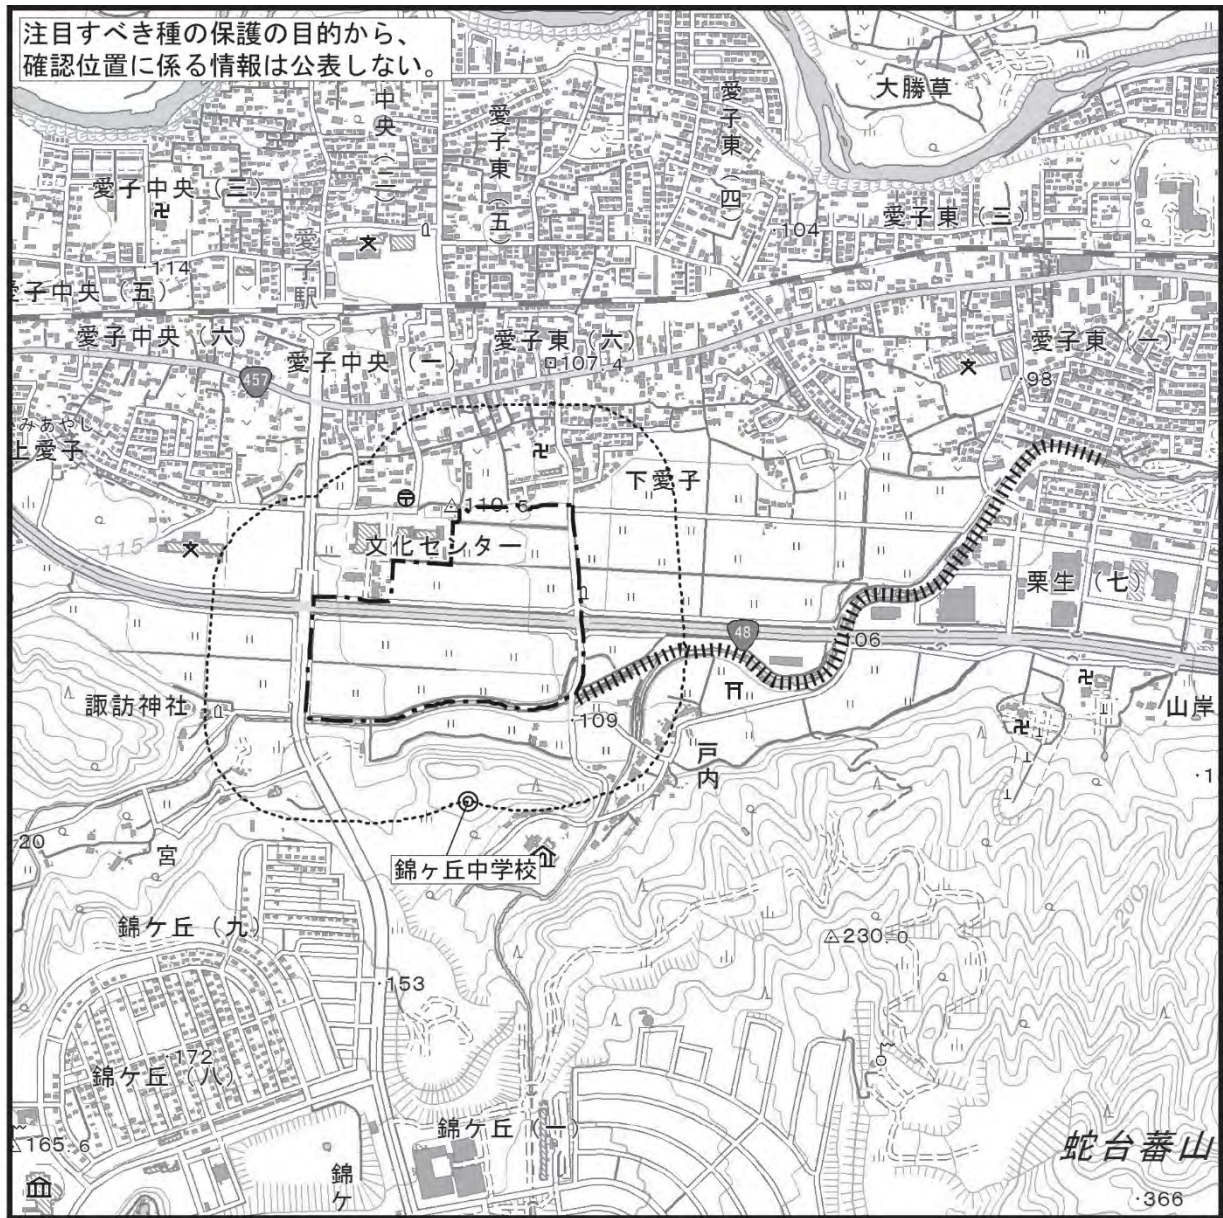 注目すべき種の保護の目的から、
確認位置に係る情報は公表しない。
大勝草
中央(二)
愛子東(五)
愛子東(四)
愛子中央(三)
愛子東(三)
・104
・114
愛子駅
愛子中央(五)
愛子中央(六)
愛子中央(一)
愛子東(六)
107.4
愛子東(一)
457
・98
みあやし
上愛子
下愛子
110.6
115
文化センター
栗生(七)
48
106
諏訪神社
・109
戸内
山岸
・1
20
宮
錦ヶ丘中学校
錦ケ丘(九)
200
230.0
・153
・172
錦ケ丘(八)
165.6
錦ケ丘(一)
蛇台蕃山
錦ケ
・366